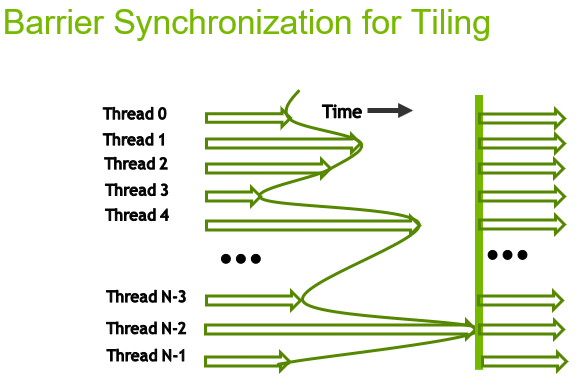 Barrier Synchronization for Tiling
Time
Thread 0
Thread 1
Thread 2
Thread 3
Thread 4
Thread N-3
Thread N-2
Thread N-1